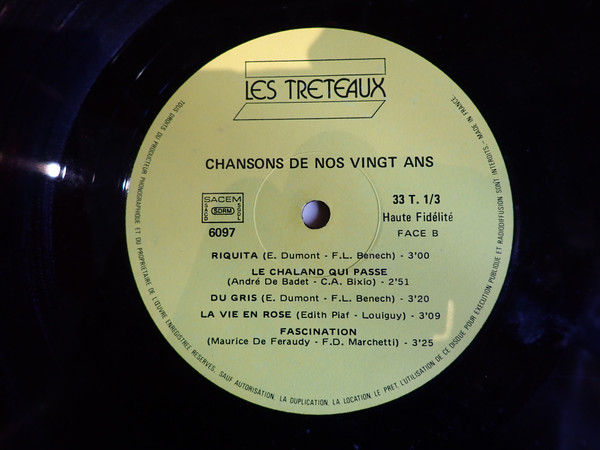 LES TRETEAUX
CHANSONS DE NOS VINGT ANS
SACEM
SACD
SDRM
SGDL
6097
33 T. 1/3
Haute Fidélité
FACE B
RIQUITA (E. Dumont - F.L. Benech) - 3'00
LE CHALAND QUI PASSE
(André De Badet - C.A. Bixio) - 2'51
DU GRIS (E. Dumont - F.L. Benech) - 3'20
LA VIE EN ROSE (Edith Piaf - Louiguy) - 3'09
FASCINATION
(Maurice De Feraudy - F.D. Marchetti) - 3'25
TOUS DROITS DU PRODUCTEUR PHONOGRAPHIQUE ET DU PROPRIETAIRE DE L'ŒUVRE ENREGISTREE RESERVES. SAUF AUTORISATION, LA DUPLICATION, LA LOCATION, LE PRET, L'UTILISATION DE CE DISQUE POUR EXECUTION PUBLIQUE ET RADIODIFFUSION SONT INTERDITS - MADE IN FRANCE.